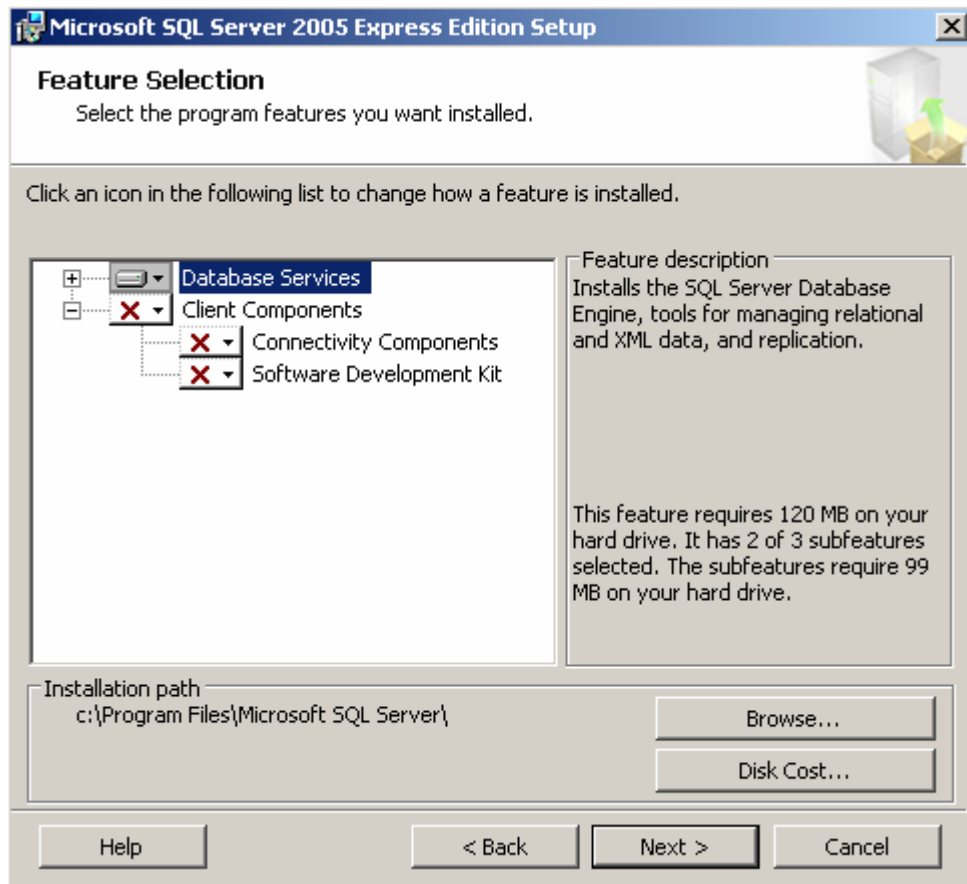 Microsoft SQL Server 2005 Express Edition Setup
Feature Selection
Select the program features you want installed.
Click an icon in the following list to change how a feature is installed.
Database Services
Client Components
Connectivity Components
Software Development Kit
Feature description
Installs the SQL Server Database
Engine, tools for managing relational
and XML data, and replication.
This feature requires 120 MB on your
hard drive. It has 2 of 3 subfeatures
selected. The subfeatures require 99
MB on your hard drive.
Installation path
c:\Program Files\Microsoft SQL Server\
Browse...
Disk Cost...
Help
< Back
Next >
Cancel